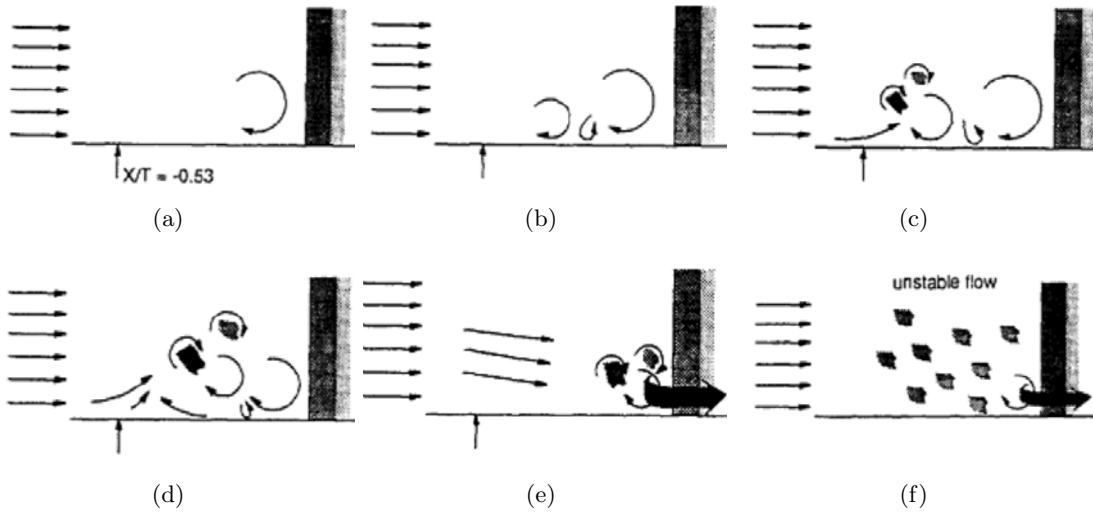 X/T = -0.53
(a)
(b)
(c)
unstable flow
(d)
(e)
(f)